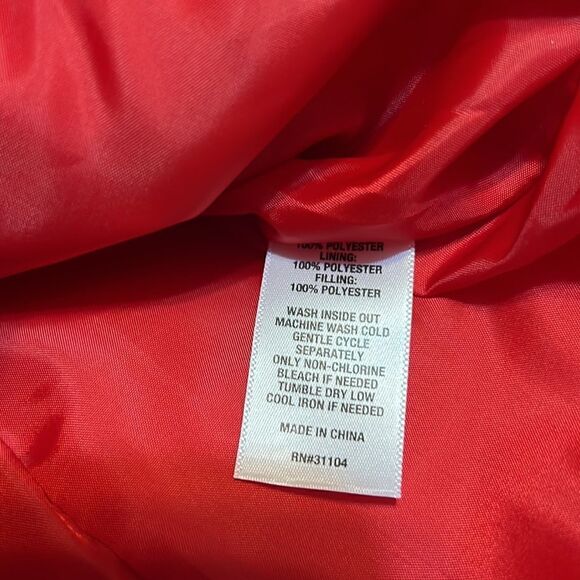 100% POLYESTER
LINING:
100% POLYESTER
FILLING:
100% POLYESTER
WASH INSIDE OUT
MACHINE WASH COLD
GENTLE CYCLE
SEPARATELY
ONLY NON-CHLORINE
BLEACH IF NEEDED
TUMBLE DRY LOW
COOL IRON IF NEEDED
MADE IN CHINA
RN#31104